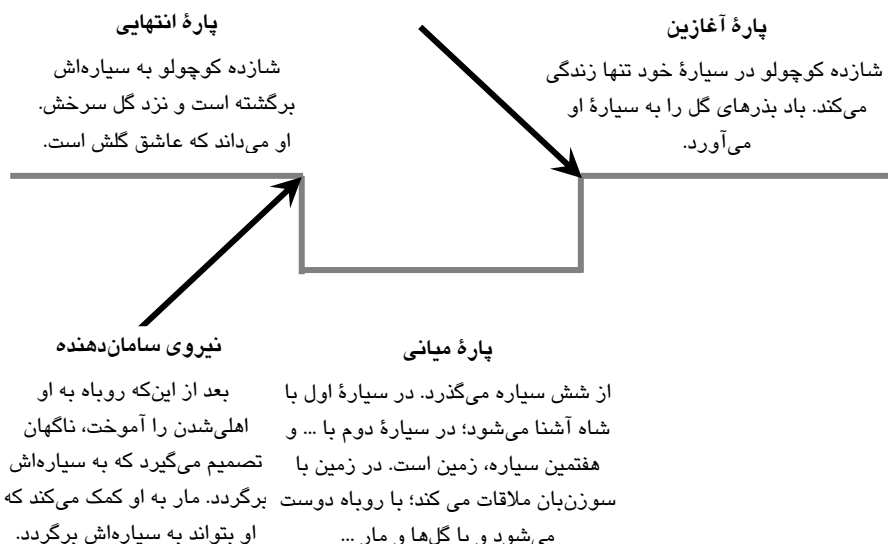 پارهٔ آغازین
شازده کوچولو در سیارهٔ خود تنها زندگی
می‌کند. باد بذرهای گل را به سیارهٔ او
می‌آورد.
پارهٔ انتهایی
شازده کوچولو به سیاره‌اش
برگشته است و نزد گل سرخش.
او می‌داند که عاشق گلش است.
پارهٔ میانی
از شش سیاره می‌گذرد. در سیارهٔ اول با
شاه آشنا می‌شود؛ در سیارهٔ دوم با ... و
هفتمین سیاره، زمین است. در زمین با
سوزن‌بان ملاقات می کند؛ با روباه دوست
می‌شود و با گل‌ها و مار ...
نیروی سامان‌دهنده
بعد از این‌که روباه به او
اهلی‌شدن را آموخت، ناگهان
تصمیم می‌گیرد که به سیاره‌اش
برگردد. مار به او کمک می‌کند که
او بتواند به سیاره‌اش برگردد.